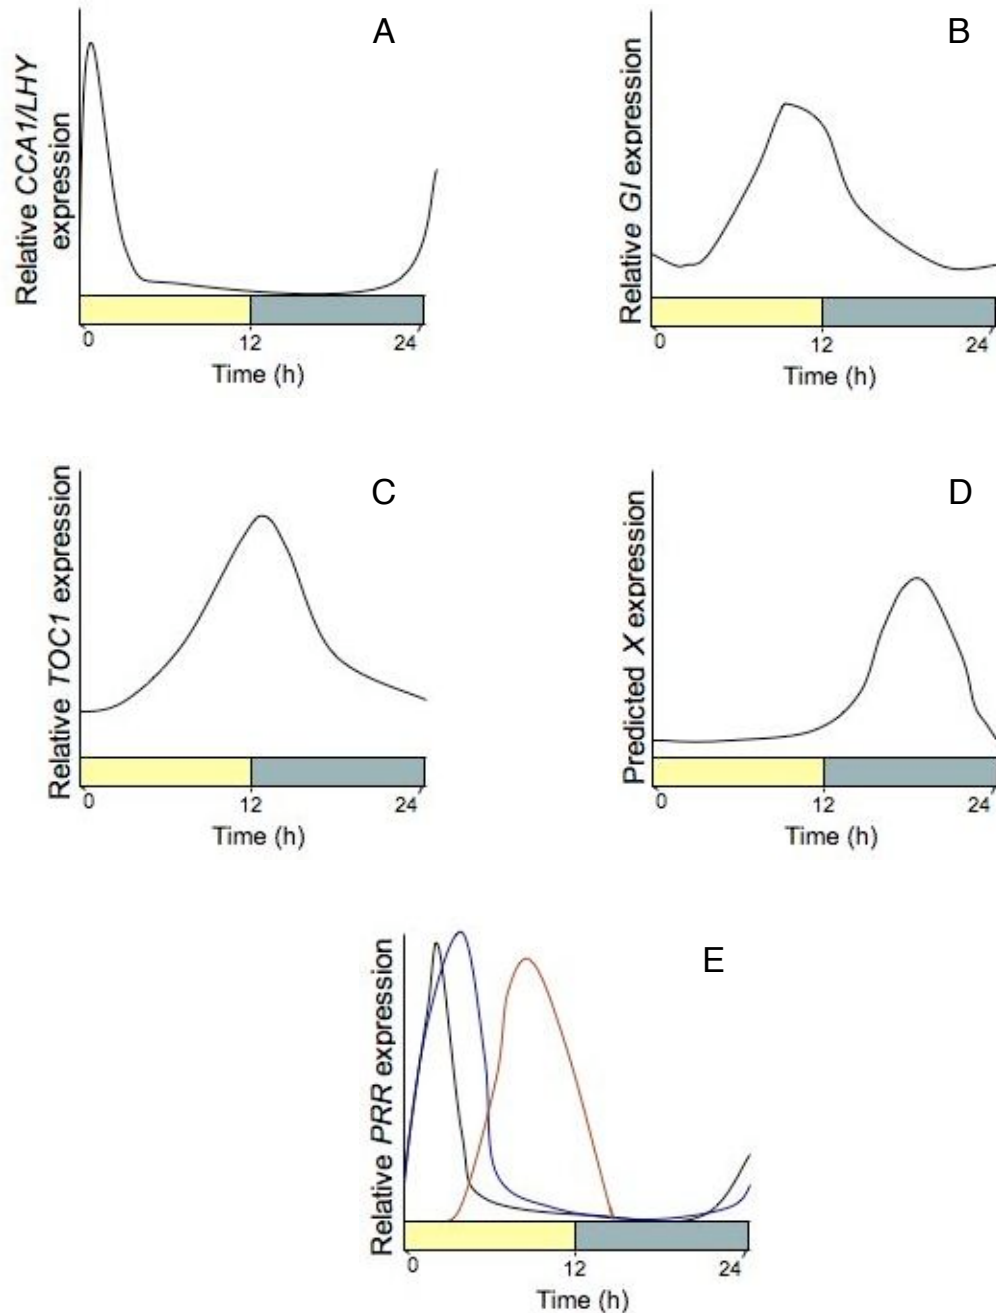 A
Relative CCA1/LHY
expression
0
12
24
Time (h)
B
Relative GI expression
0
12
24
Time (h)
C
Relative TOC1 expression
0
12
24
Time (h)
D
Predicted X expression
0
12
24
Time (h)
E
Relative PRR expression
0
12
24
Time (h)